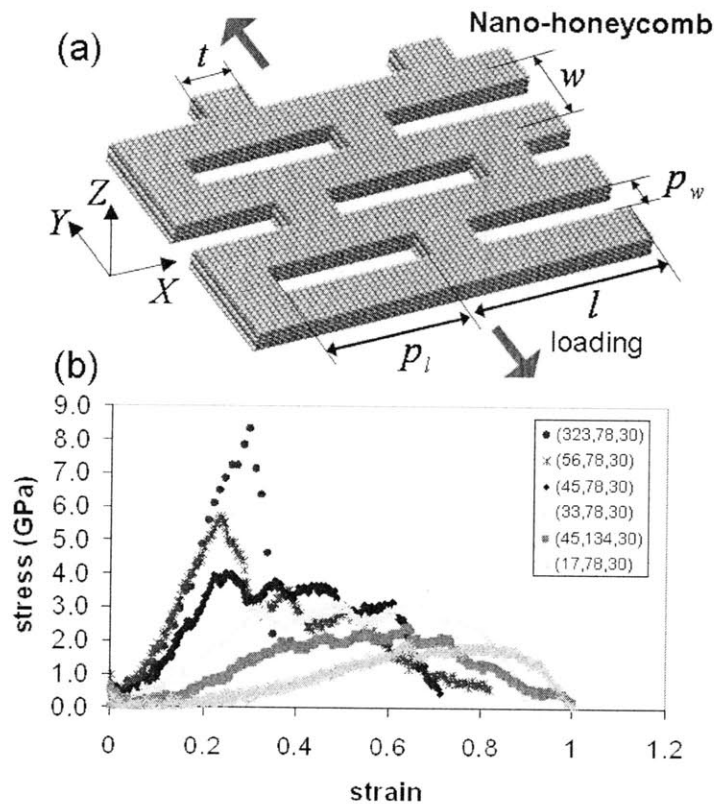 (a)
Nano-honeycomb
t
w
p_w
Z
Y
X
l
p_l
loading
(b)
9.0
8.0
7.0
6.0
5.0
4.0
3.0
2.0
1.0
0.0
stress (GPa)
0
0.2
0.4
0.6
0.8
1
1.2
strain
(323,78,30)
(56,78,30)
(45,78,30)
(33,78,30)
(45,134,30)
(17,78,30)